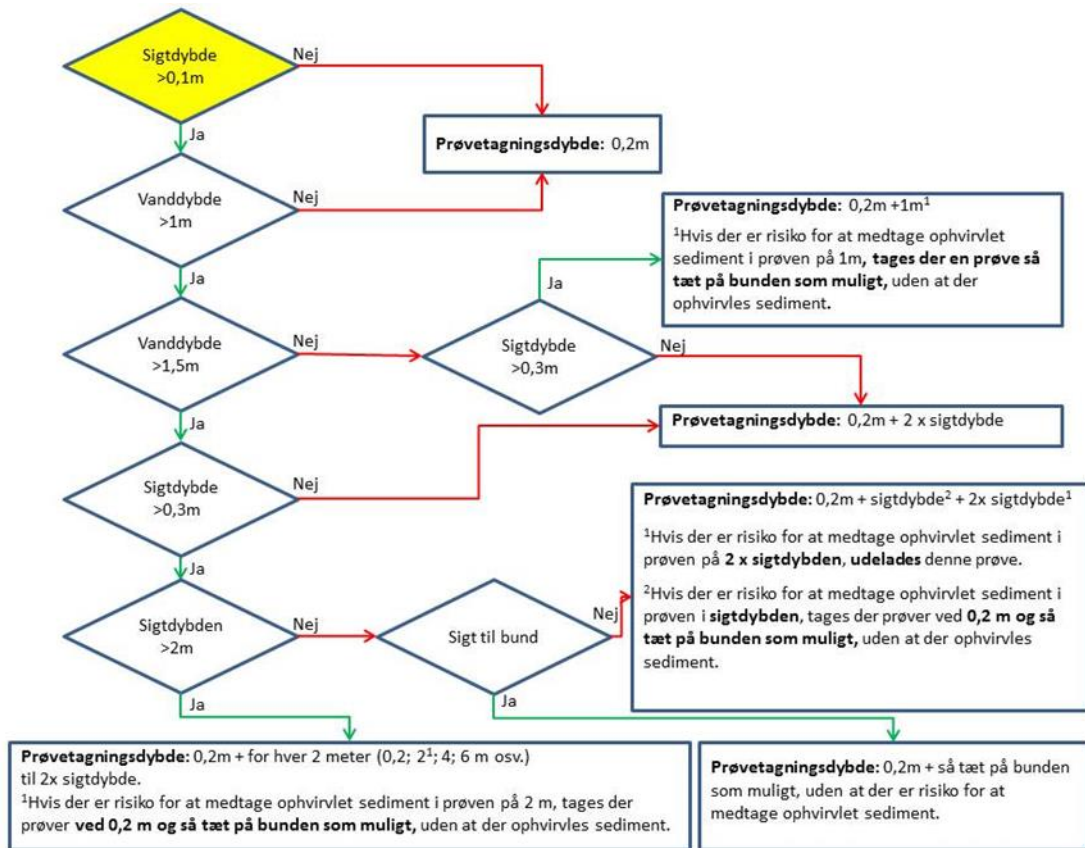 Sigtdybde
>0,1m
Nej
Ja
Prøvetagningsdybde: 0,2m
Vanddybde
>1m
Nej
Ja
Prøvetagningsdybde: 0,2m +1m¹
¹Hvis der er risiko for at medtage ophvirvlet
sediment i prøven på 1m, tages der en prøve så
tæt på bunden som muligt, uden at der
ophvirvles sediment.
Vanddybde
>1,5m
Nej
Ja
Sigtdybde
>0,3m
Ja
Nej
Prøvetagningsdybde: 0,2m + 2 x sigtdybde
Sigtdybde
>0,3m
Nej
Ja
Prøvetagningsdybde: 0,2m + sigtdybde² + 2x sigtdybde¹
¹Hvis der er risiko for at medtage ophvirvlet sediment i
prøven på 2 x sigtdybden, udelades denne prøve.
²Hvis der er risiko for at medtage ophvirvlet sediment i
prøven i sigtdybden, tages der prøver ved 0,2 m og så
tæt på bunden som muligt, uden at der ophvirvles
sediment.
Sigtdybden
>2m
Nej
Ja
Sigt til bund
Nej
Ja
Prøvetagningsdybde: 0,2m + for hver 2 meter (0,2; 2¹; 4; 6 m osv.)
til 2x sigtdybde.
¹Hvis der er risiko for at medtage ophvirvlet sediment i prøven på 2 m, tages der
prøver ved 0,2 m og så tæt på bunden som muligt, uden at der ophvirvles sediment.
Prøvetagningsdybde: 0,2m + så tæt på bunden
som muligt, uden at der er risiko for at
medtage ophvirvlet sediment.